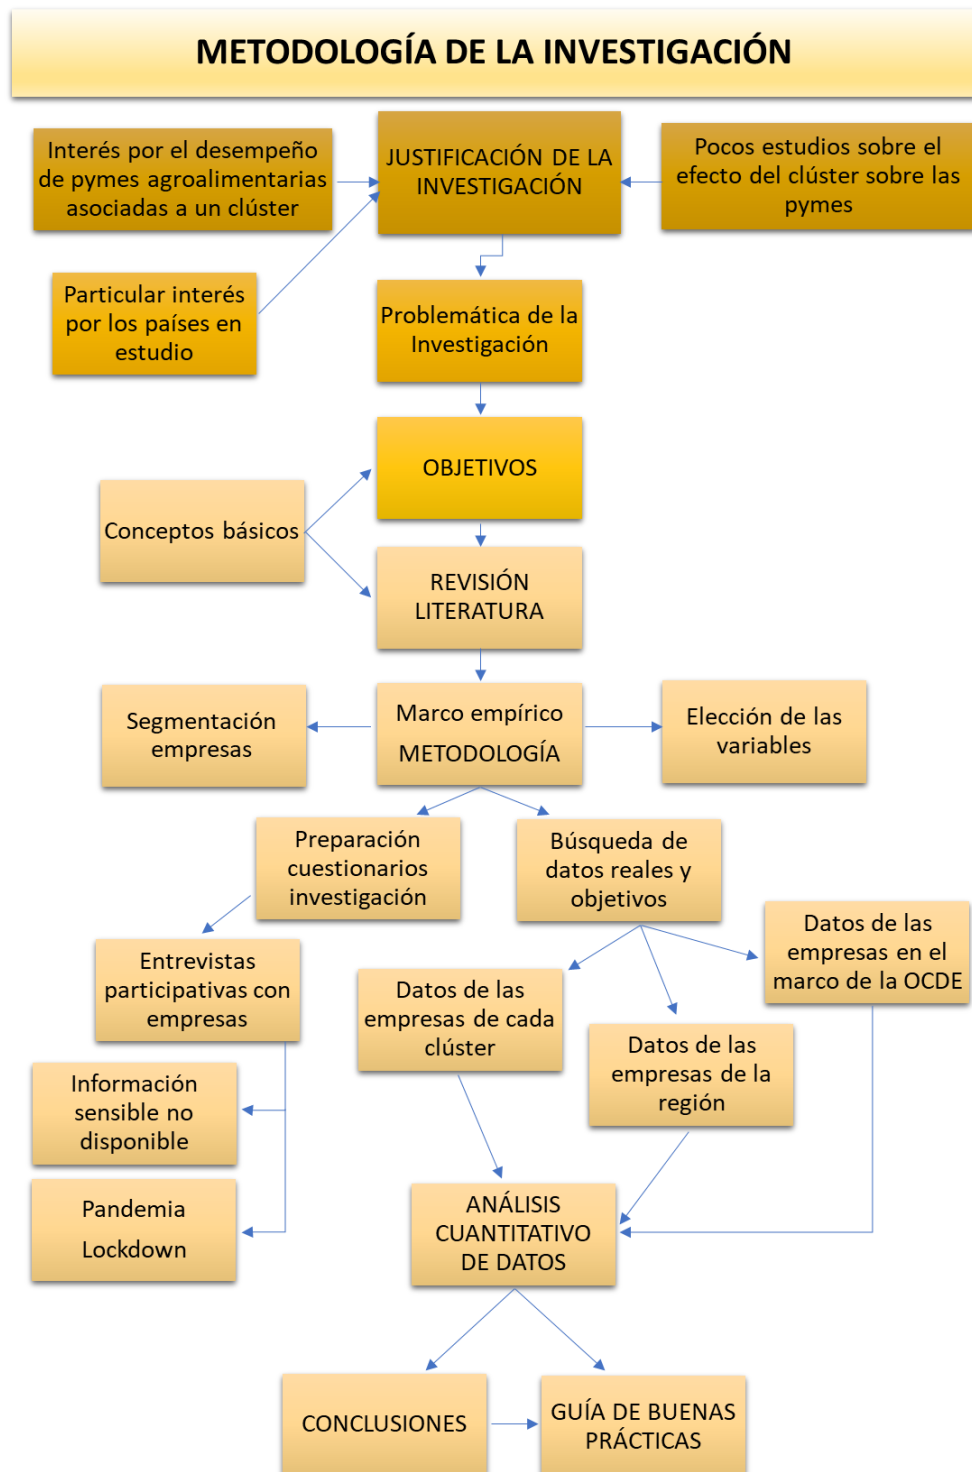 METODOLOGÍA DE LA INVESTIGACIÓN
Interés por el desempeño
de pymes agroalimentarias
asociadas a un clúster
JUSTIFICACIÓN DE LA
INVESTIGACIÓN
Pocos estudios sobre el
efecto del clúster sobre las
pymes
Particular interés
por los países en
estudio
Problemática de la
Investigación
OBJETIVOS
Conceptos básicos
REVISIÓN
LITERATURA
Segmentación
empresas
Marco empírico
METODOLOGÍA
Elección de las
variables
Preparación
cuestionarios
investigación
Búsqueda de
datos reales y
objetivos
Datos de las
empresas en el
marco de la OCDE
Entrevistas
participativas con
empresas
Datos de las
empresas de cada
clúster
Datos de las
empresas de la
región
Información
sensible no
disponible
Pandemia
Lockdown
ANÁLISIS
CUANTITATIVO
DE DATOS
CONCLUSIONES
GUÍA DE BUENAS
PRÁCTICAS